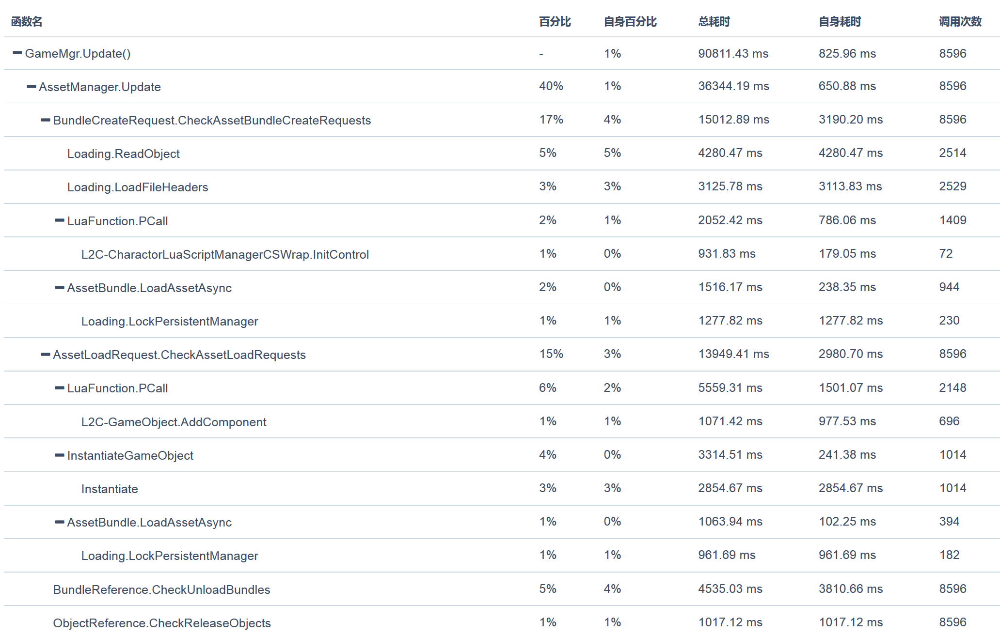 函数名 百分比 自身百分比 总耗时 自身耗时 调用次数
GameMgr.Update() - 1% 90811.43 ms 825.96 ms 8596
AssetManager.Update 40% 1% 36344.19 ms 650.88 ms 8596
BundleCreateRequest.CheckAssetBundleCreateRequests 17% 4% 15012.89 ms 3190.20 ms 8596
Loading.ReadObject 5% 5% 4280.47 ms 4280.47 ms 2514
Loading.LoadFileHeaders 3% 3% 3125.78 ms 3113.83 ms 2529
LuaFunction.PCall 2% 1% 2052.42 ms 786.06 ms 1409
L2C-CharactorLuaScriptManagerCSWrap.InitControl 1% 0% 931.83 ms 179.05 ms 72
AssetBundle.LoadAssetAsync 2% 0% 1516.17 ms 238.35 ms 944
Loading.LockPersistentManager 1% 1% 1277.82 ms 1277.82 ms 230
AssetLoadRequest.CheckAssetLoadRequests 15% 3% 13949.41 ms 2980.70 ms 8596
LuaFunction.PCall 6% 2% 5559.31 ms 1501.07 ms 2148
L2C-GameObject.AddComponent 1% 1% 1071.42 ms 977.53 ms 696
InstantiateGameObject 4% 0% 3314.51 ms 241.38 ms 1014
Instantiate 3% 3% 2854.67 ms 2854.67 ms 1014
AssetBundle.LoadAssetAsync 1% 0% 1063.94 ms 102.25 ms 394
Loading.LockPersistentManager 1% 1% 961.69 ms 961.69 ms 182
BundleReference.CheckUnloadBundles 5% 4% 4535.03 ms 3810.66 ms 8596
ObjectReference.CheckReleaseObjects 1% 1% 1017.12 ms 1017.12 ms 8596